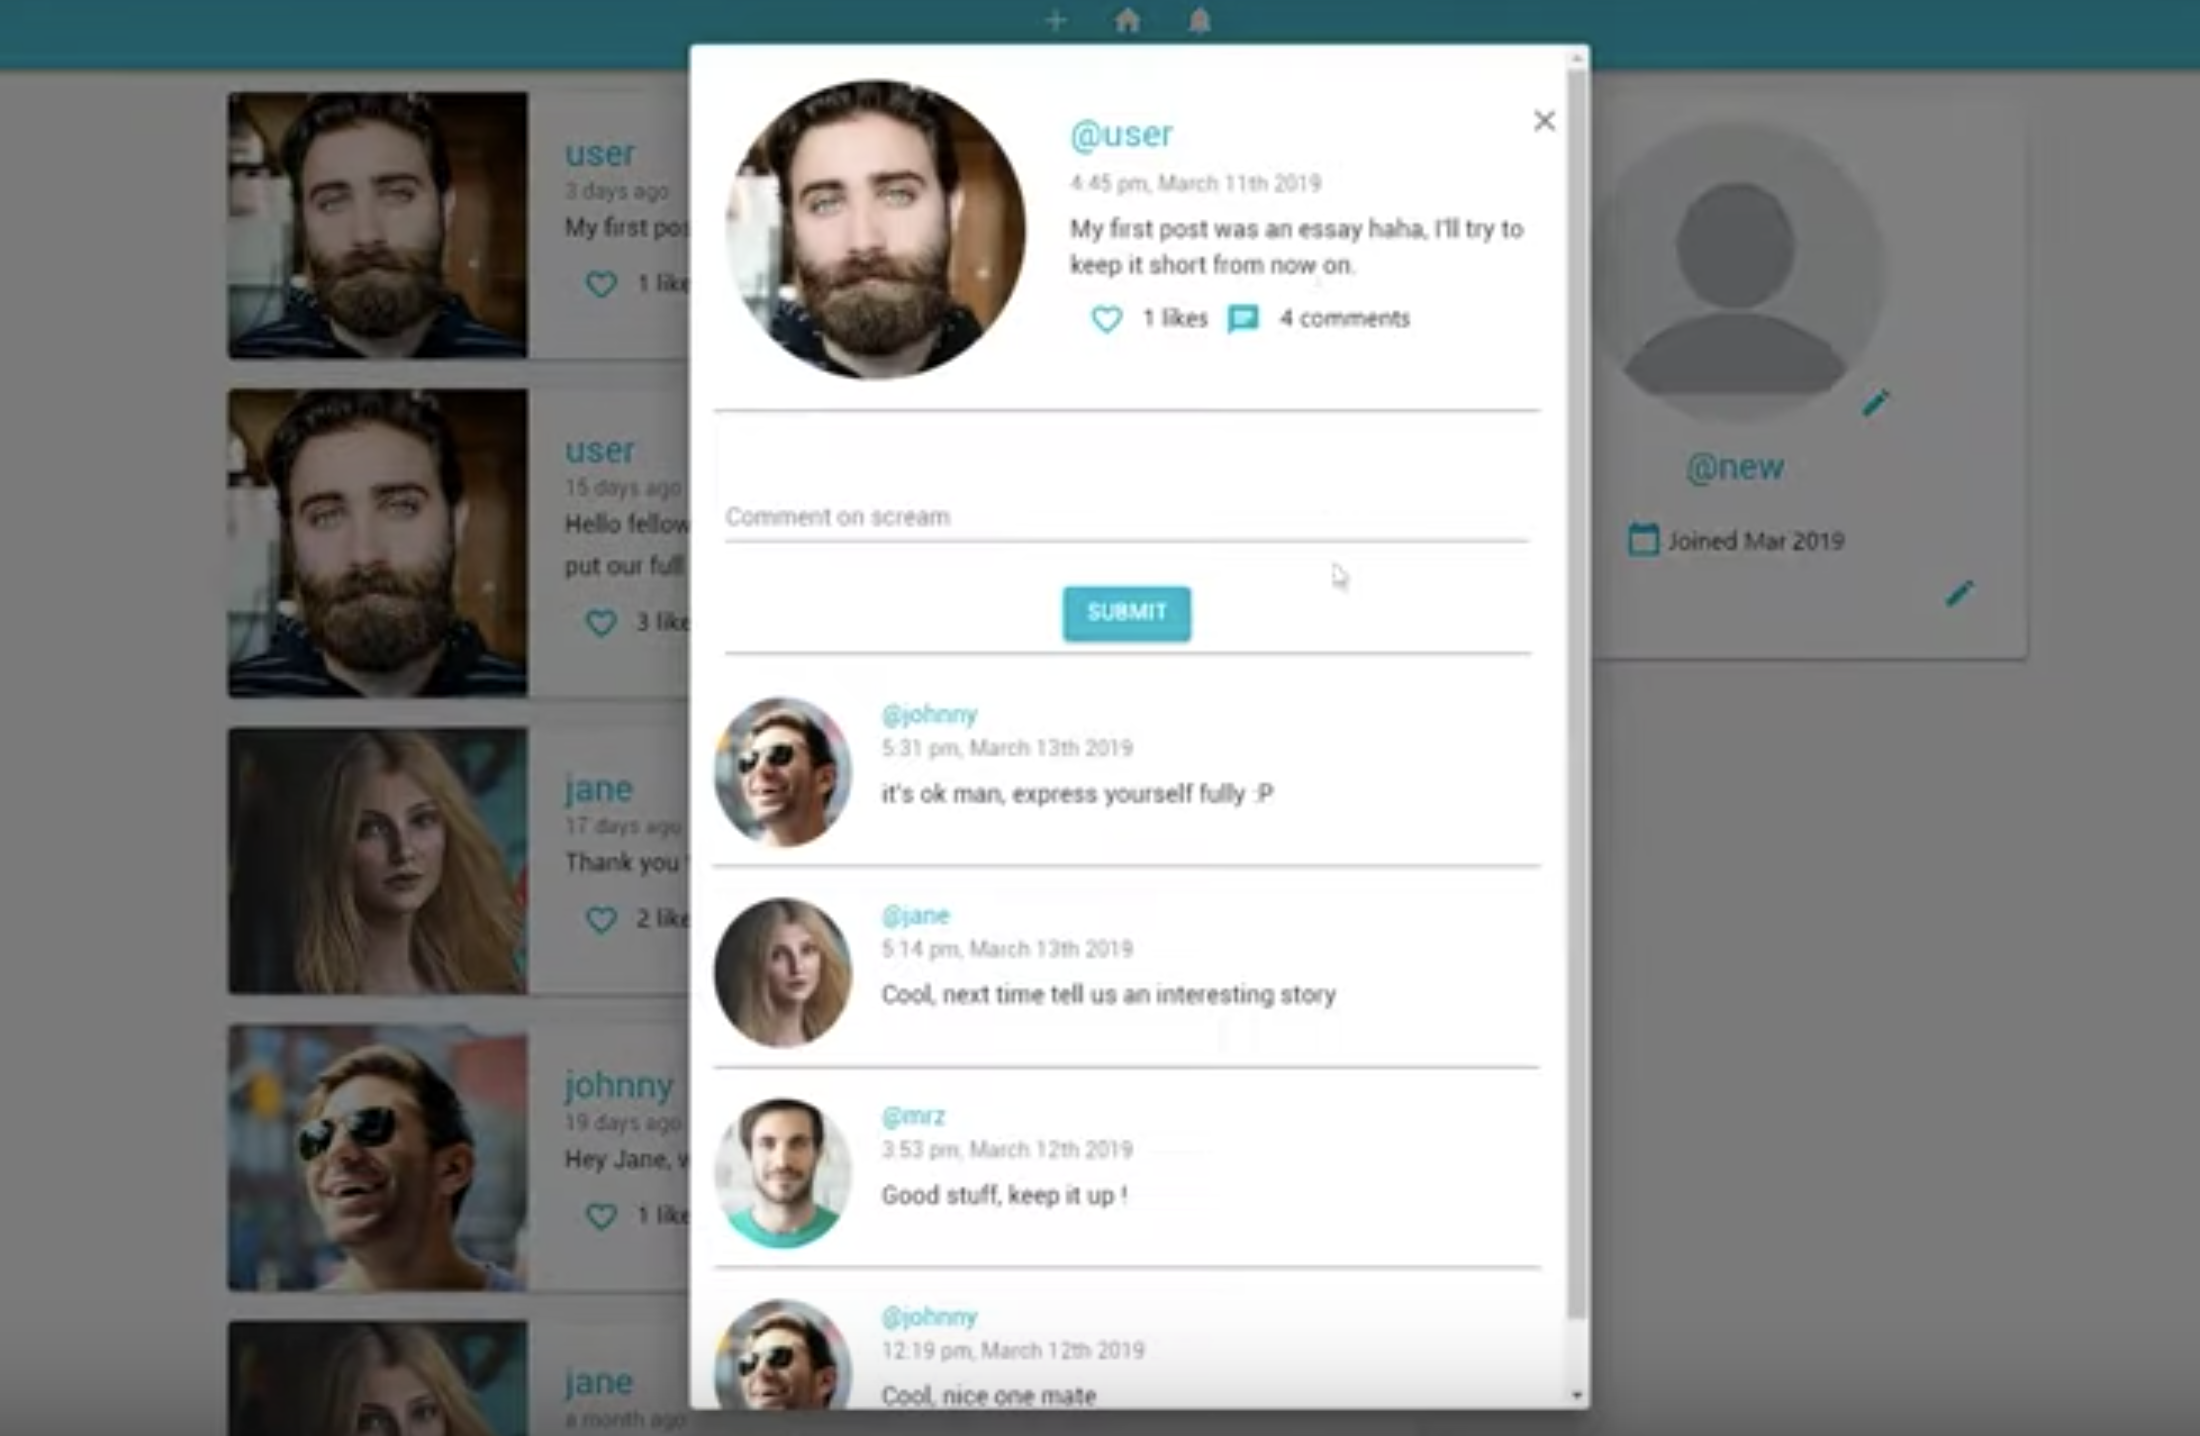 user
3 days ago
My first pos
1 like
user
15 days ago
Hello fellow
put our full
3 like
jane
17 days ago
Thank you
2 like
johnny
19 days ago
Hey Jane,
1 like
jane
a month ago
@user
4:45 pm, March 11th 2019
My first post was an essay haha, I'll try to
keep it short from now on.
1 likes 4 comments
Comment on scream
SUBMIT
@johnny
5:31 pm, March 13th 2019
it's ok man, express yourself fully :P
@jane
5:14 pm, March 13th 2019
Cool, next time tell us an interesting story
@mrz
3:53 pm, March 12th 2019
Good stuff, keep it up !
@johnny
12:19 pm, March 12th 2019
Cool, nice one mate
@new
Joined Mar 2019